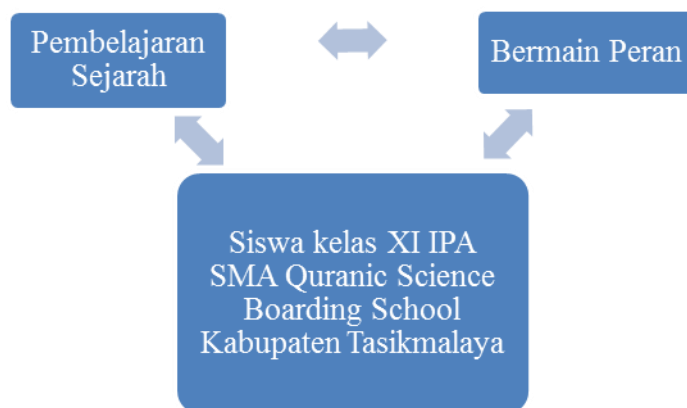 Pembelajaran
Sejarah
Bermain Peran
Siswa kelas XI IPA
SMA Quranic Science
Boarding School
Kabupaten Tasikmalaya